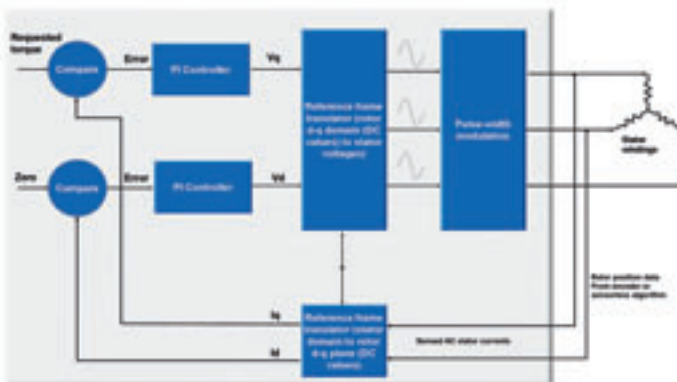 Requested
torque
Compare
Error
PI Controller
Vq
Reference frame
translator (rotor
d-q domain (DC
values) to stator
voltages)
Pulse-width
modulation
Stator
windings
Zero
Compare
Error
PI Controller
Vd
Rotor position data
From encoder or
sensorless algorithm
Iq
Id
Reference frame
translator (stator
domain to rotor
d-q plane (DC
values)
Sensed AC stator currents